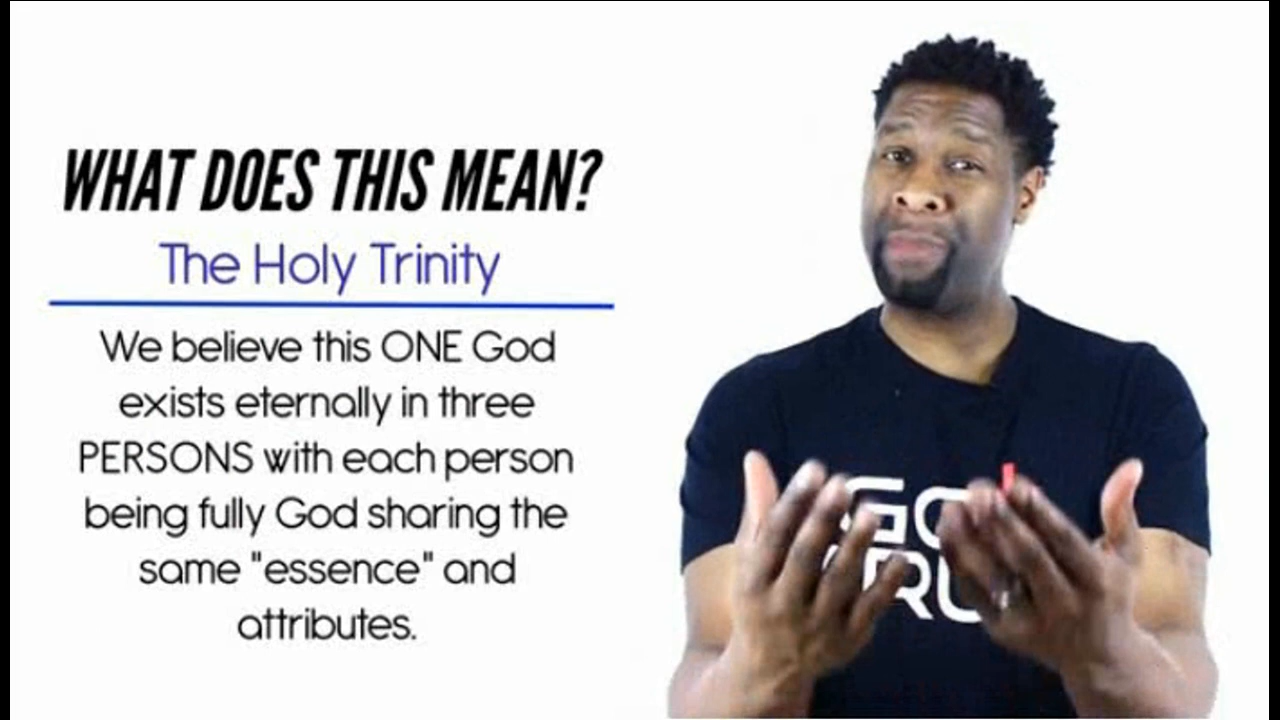 WHAT DOES THIS MEAN?
The Holy Trinity
We believe this ONE God
exists eternally in three
PERSONS with each person
being fully God sharing the
same "essence" and
attributes.